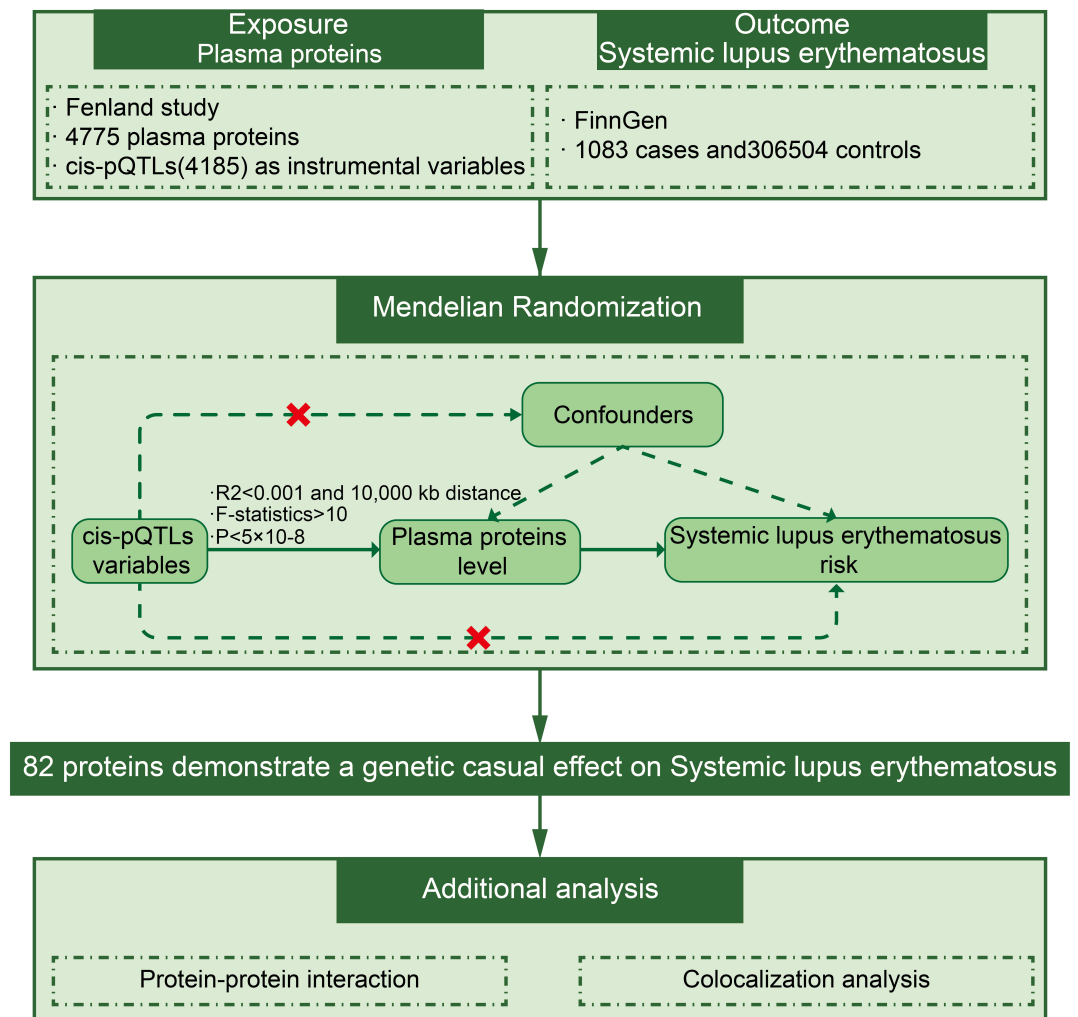 Exposure
Plasma proteins
Outcome
Systemic lupus erythematosus
· Fenland study
· 4775 plasma proteins
· cis-pQTLs(4185) as instrumental variables
· FinnGen
· 1083 cases and306504 controls
Mendelian Randomization
Confounders
·R2<0.001 and 10,000 kb distance
·F-statistics>10
·P<5×10-8
cis-pQTLs
variables
Plasma proteins
level
Systemic lupus erythematosus
risk
82 proteins demonstrate a genetic casual effect on Systemic lupus erythematosus
Additional analysis
Protein-protein interaction
Colocalization analysis